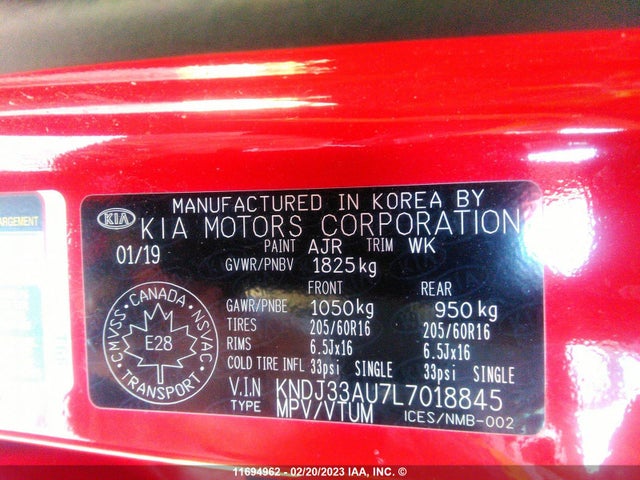 ARGEMENT
MANUFACTURED IN KOREA BY
KIA KIA MOTORS CORPORATION
01/19 PAINT AJR TRIM WK
GVWR/PNBV 1825kg
FRONT REAR
GAWR/PNBE 1050kg 950kg
TIRES 205/60R16 205/60R16
RIMS 6.5Jx16 6.5Jx16
COLD TIRE INFL 33psi SINGLE 33psi SINGLE
V.I.N KNDJ33AU7L7018845
TYPE MPV/VTUM ICES/NMB-002
CMVSS • CANADA • NSVAC • TRANSPORT •
E28
11694962 - 02/20/2023 IAA, INC. ©